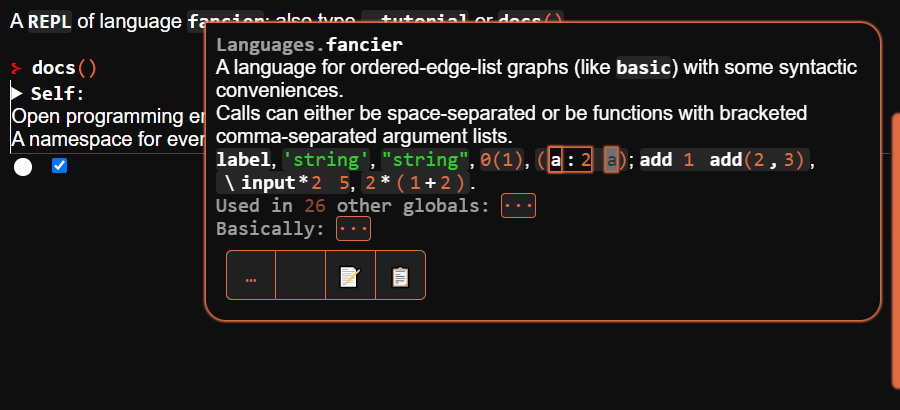 A REPL of language fancier; also type _tutorial or docs()
> docs()
▶ Self:
Open programming en
A namespace for ever
Languages.fancier
A language for ordered-edge-list graphs (like basic) with some syntactic
conveniences.
Calls can either be space-separated or be functions with bracketed
comma-separated argument lists.
label, 'string', "string", 0(1), (a:2 a); add 1 add(2,3),
\input*2 5, 2*(1+2).
Used in 26 other globals: ...
Basically: ...
...